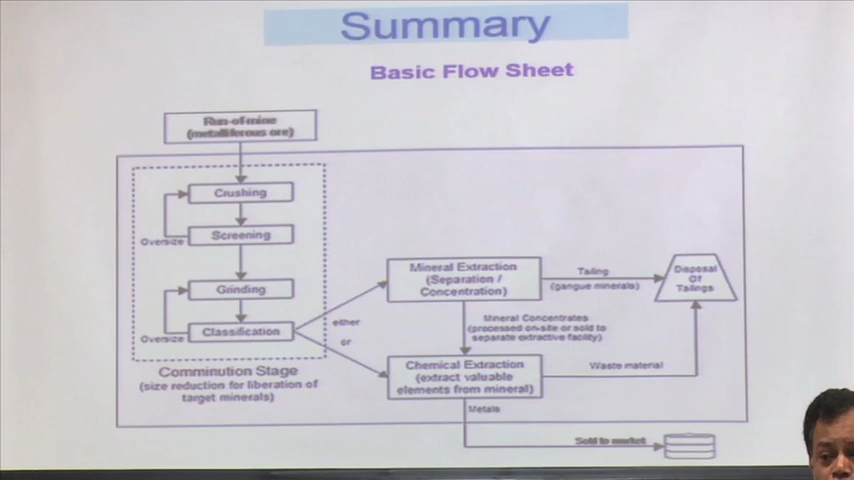 Summary
Basic Flow Sheet
Run-of-mine
(metalliferous ore)
Crushing
Oversize
Screening
Grinding
Oversize
Classification
Comminution Stage
(size reduction for liberation of
target minerals)
either
or
Mineral Extraction
(Separation /
Concentration)
Tailing
(gangue minerals)
Disposal
Of
Tailings
Mineral Concentrates
(processed on-site or sold to
separate extractive facility)
Chemical Extraction
(extract valuable
elements from mineral)
Waste material
Metals
Sold to market